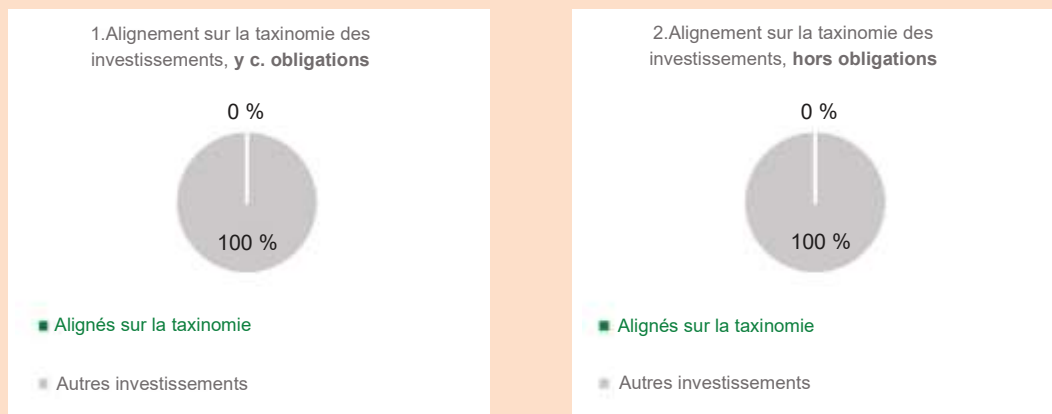 1.Alignement sur la taxinomie des
investissements, y c. obligations
0 %
100 %
Alignés sur la taxinomie
Autres investissements
2.Alignement sur la taxinomie des
investissements, hors obligations
0 %
100 %
Alignés sur la taxinomie
Autres investissements